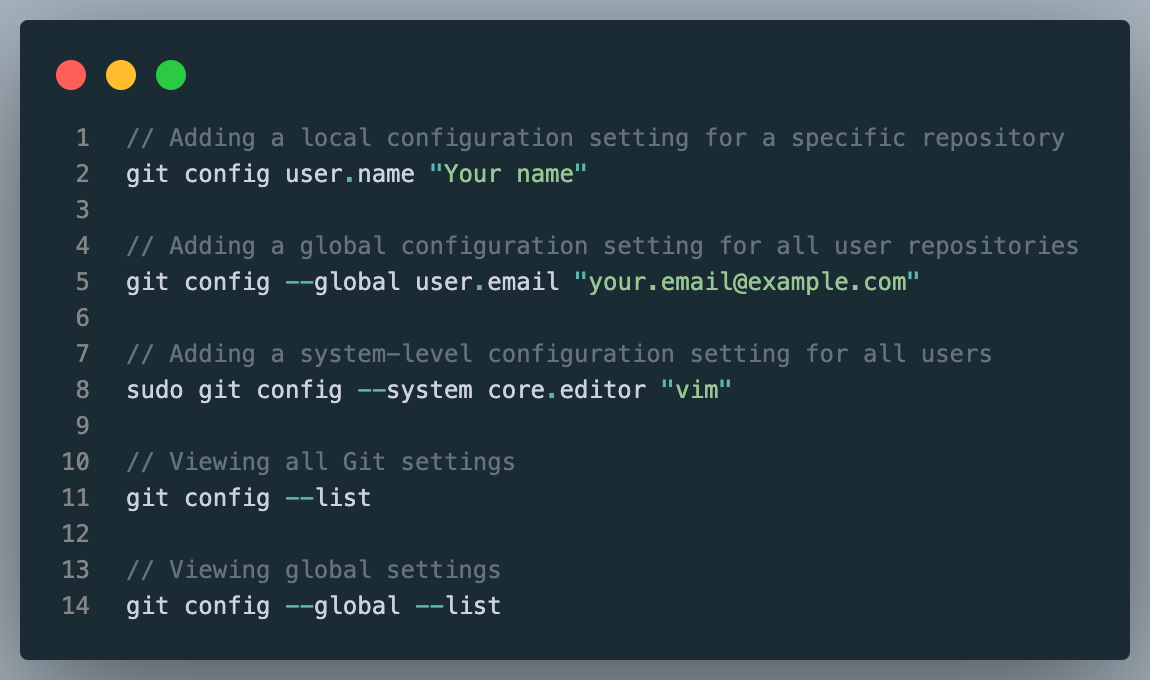 1 // Adding a local configuration setting for a specific repository
2 git config user.name "Your name"
3
4 // Adding a global configuration setting for all user repositories
5 git config --global user.email "your.email@example.com"
6
7 // Adding a system-level configuration setting for all users
8 sudo git config --system core.editor "vim"
9
10 // Viewing all Git settings
11 git config --list
12
13 // Viewing global settings
14 git config --global --list